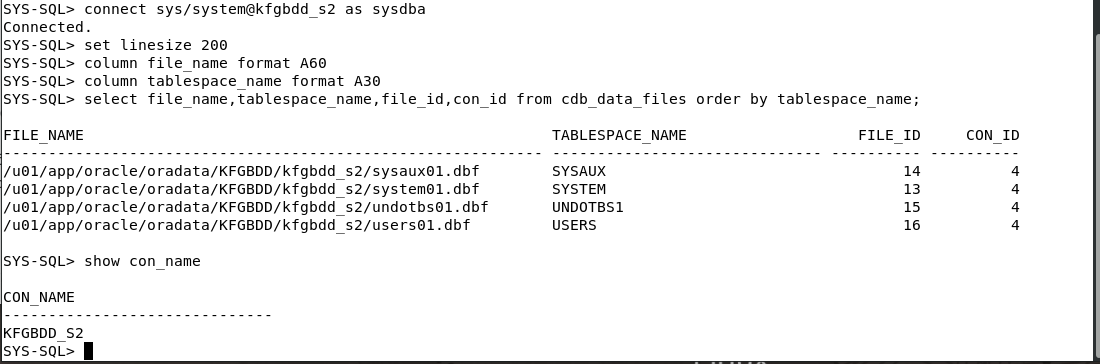 SYS-SQL> connect sys/system@kfgbdd_s2 as sysdba
Connected.
SYS-SQL> set linesize 200
SYS-SQL> column file_name format A60
SYS-SQL> column tablespace_name format A30
SYS-SQL> select file_name,tablespace_name,file_id,con_id from cdb_data_files order by tablespace_name;
FILE_NAME TABLESPACE_NAME FILE_ID CON_ID
------------------------------------------------------------ ------------------------------ ---------- ----------
/u01/app/oracle/oradata/KFGBDD/kfgbdd_s2/sysaux01.dbf SYSAUX 14 4
/u01/app/oracle/oradata/KFGBDD/kfgbdd_s2/system01.dbf SYSTEM 13 4
/u01/app/oracle/oradata/KFGBDD/kfgbdd_s2/undotbs01.dbf UNDOTBS1 15 4
/u01/app/oracle/oradata/KFGBDD/kfgbdd_s2/users01.dbf USERS 16 4
SYS-SQL> show con_name
CON_NAME
------------------------------
KFGBDD_S2
SYS-SQL>